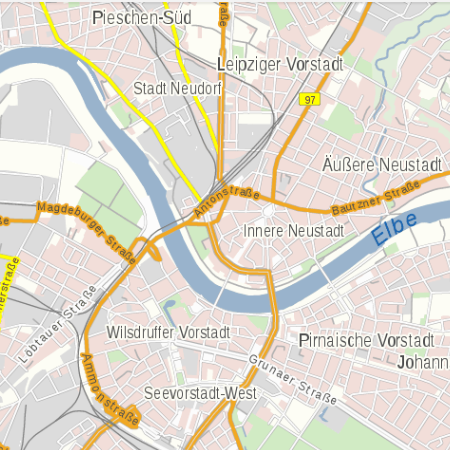 Pieschen-Süd
Leipziger Vorstadt
Stadt Neudorf
97
Äußere Neustadt
Antonstraße
Bautzner Straße
Magdeburger Straße
Elbe
Innere Neustadt
Löbtauer Straße
Wilsdruffer Vorstadt
Pirnaische Vorstadt
Johann
Grunaer Straße
Ammonstraße
Seevorstadt-West